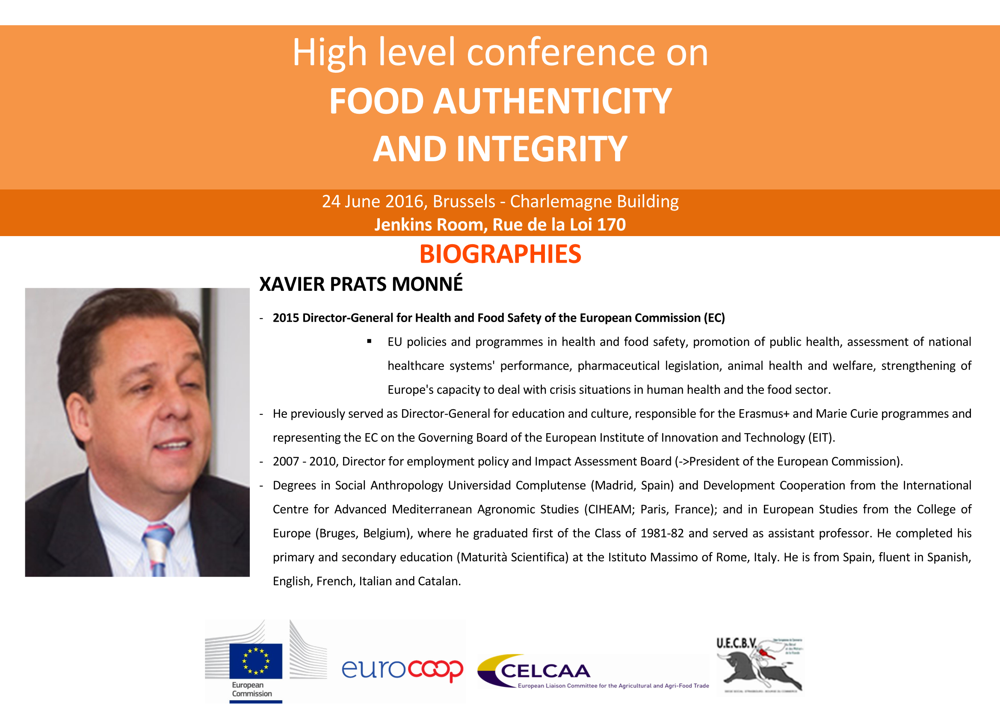 High level conference on
FOOD AUTHENTICITY
AND INTEGRITY
24 June 2016, Brussels - Charlemagne Building
Jenkins Room, Rue de la Loi 170
BIOGRAPHIES
XAVIER PRATS MONNÉ
- 2015 Director-General for Health and Food Safety of the European Commission (EC)
▪ EU policies and programmes in health and food safety, promotion of public health, assessment of national
healthcare systems' performance, pharmaceutical legislation, animal health and welfare, strengthening of
Europe's capacity to deal with crisis situations in human health and the food sector.
- He previously served as Director-General for education and culture, responsible for the Erasmus+ and Marie Curie programmes and
representing the EC on the Governing Board of the European Institute of Innovation and Technology (EIT).
- 2007 - 2010, Director for employment policy and Impact Assessment Board (->President of the European Commission).
- Degrees in Social Anthropology Universidad Complutense (Madrid, Spain) and Development Cooperation from the International
Centre for Advanced Mediterranean Agronomic Studies (CIHEAM; Paris, France); and in European Studies from the College of
Europe (Bruges, Belgium), where he graduated first of the Class of 1981-82 and served as assistant professor. He completed his
primary and secondary education (Maturità Scientifica) at the Istituto Massimo of Rome, Italy. He is from Spain, fluent in Spanish,
English, French, Italian and Catalan.
European
Commission
eurocoop
CELCAA
European Liaison Committee for the Agricultural and Agri-Food Trade
U.E.C.B.V.